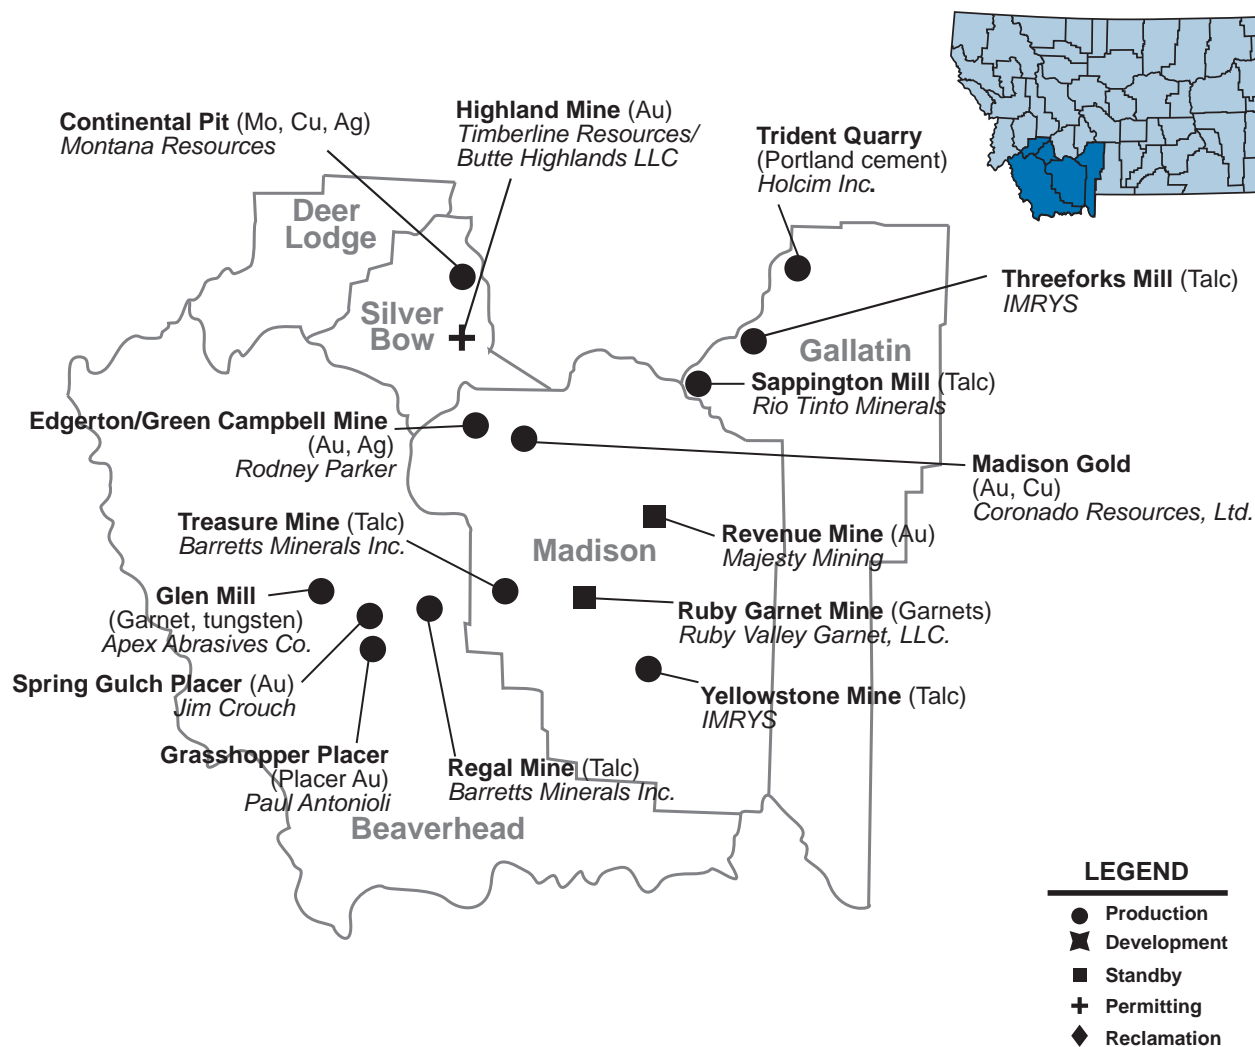 Continental Pit (Mo, Cu, Ag)
Montana Resources
Highland Mine (Au)
Timberline Resources/
Butte Highlands LLC
Trident Quarry
(Portland cement)
Holcim Inc.
Deer
Lodge
Silver
Bow
Threeforks Mill (Talc)
IMRYS
Gallatin
Sappington Mill (Talc)
Rio Tinto Minerals
Edgerton/Green Campbell Mine
(Au, Ag)
Rodney Parker
Madison Gold
(Au, Cu)
Coronado Resources, Ltd.
Treasure Mine (Talc)
Barretts Minerals Inc.
Revenue Mine (Au)
Majesty Mining
Madison
Glen Mill
(Garnet, tungsten)
Apex Abrasives Co.
Ruby Garnet Mine (Garnets)
Ruby Valley Garnet, LLC.
Spring Gulch Placer (Au)
Jim Crouch
Yellowstone Mine (Talc)
IMRYS
Grasshopper Placer
(Placer Au)
Paul Antonioli
Regal Mine (Talc)
Barretts Minerals Inc.
Beaverhead
LEGEND
Production
Development
Standby
Permitting
Reclamation